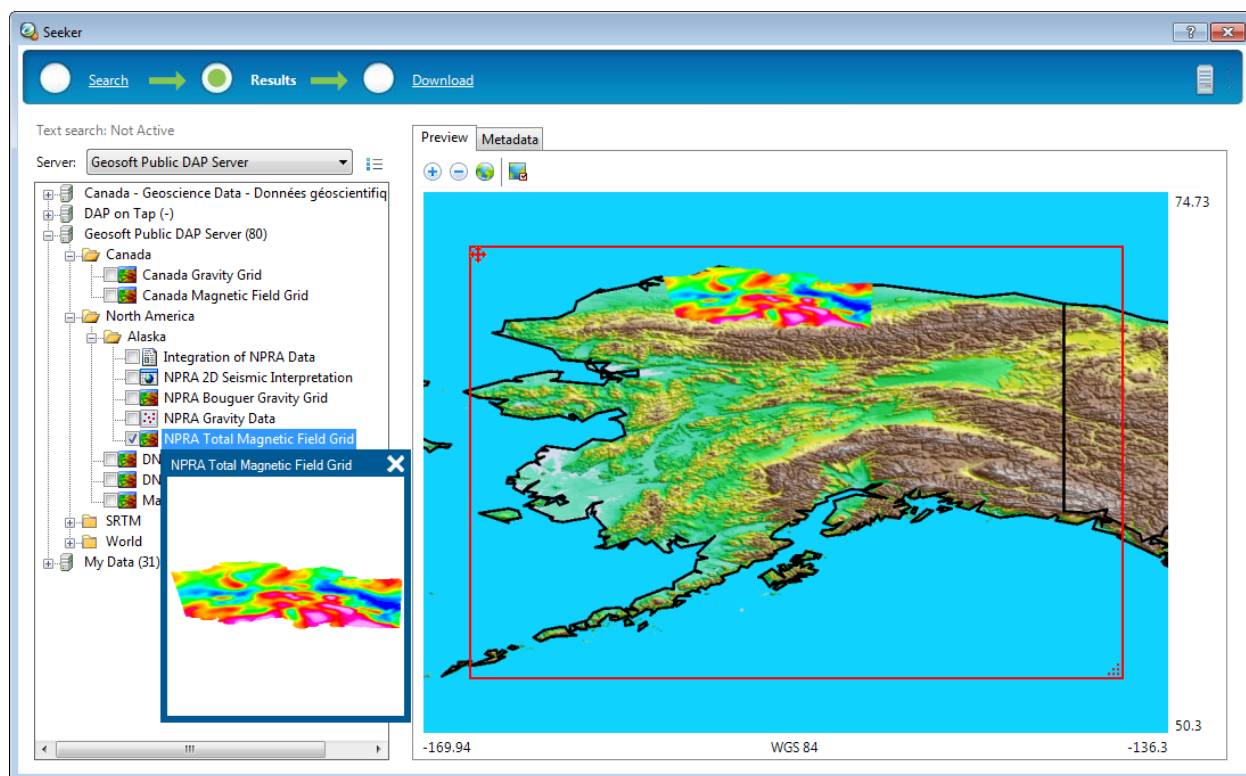 Seeker
Search
Results
Download
Text search: Not Active
Server:
Geosoft Public DAP Server
Canada - Geoscience Data - Données géoscientifiq
DAP on Tap (-)
Geosoft Public DAP Server (80)
Canada
Canada Gravity Grid
Canada Magnetic Field Grid
North America
Alaska
Integration of NPRA Data
NPRA 2D Seismic Interpretation
NPRA Bouguer Gravity Grid
NPRA Gravity Data
NPRA Total Magnetic Field Grid
DN
DN
Ma
SRTM
World
My Data (31)
NPRA Total Magnetic Field Grid
Preview
Metadata
74.73
50.3
-169.94
WGS 84
-136.3